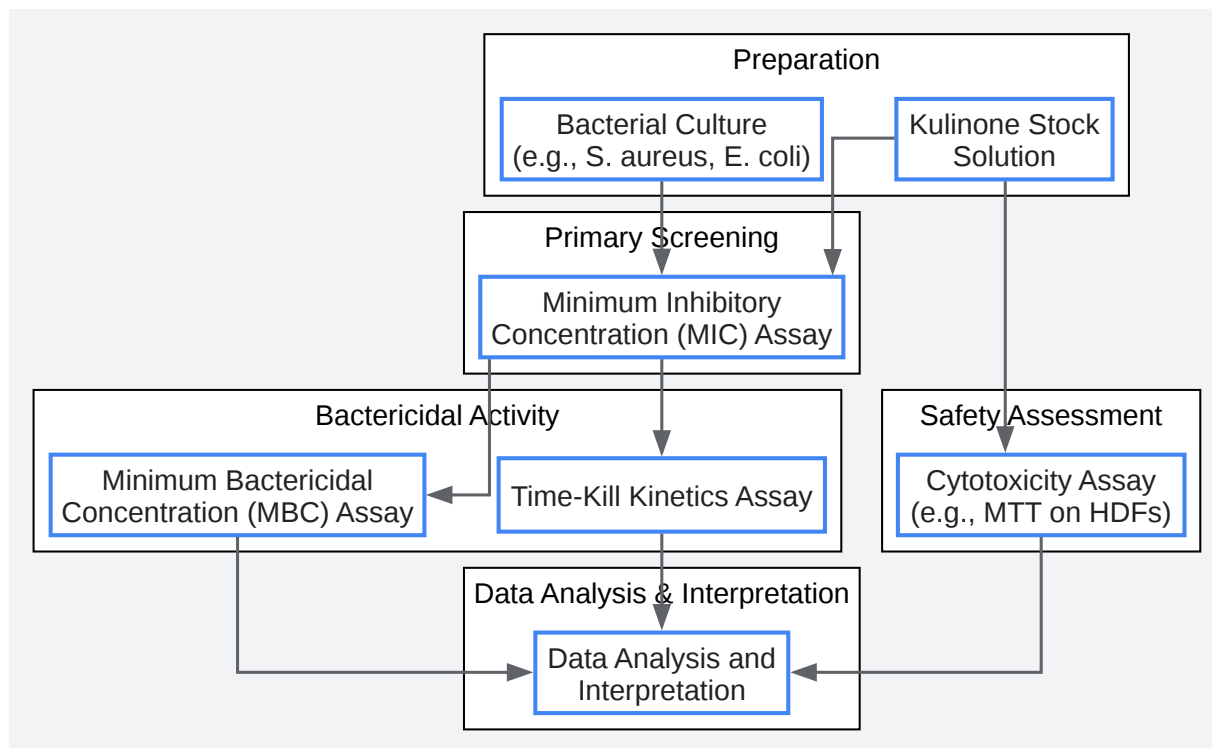 Preparation
Bacterial Culture
(e.g., S. aureus, E. coli)
Kulinone Stock
Solution
Primary Screening
Minimum Inhibitory
Concentration (MIC) Assay
Bactericidal Activity
Minimum Bactericidal
Concentration (MBC) Assay
Time-Kill Kinetics Assay
Safety Assessment
Cytotoxicity Assay
(e.g., MTT on HDFs)
Data Analysis & Interpretation
Data Analysis and
Interpretation